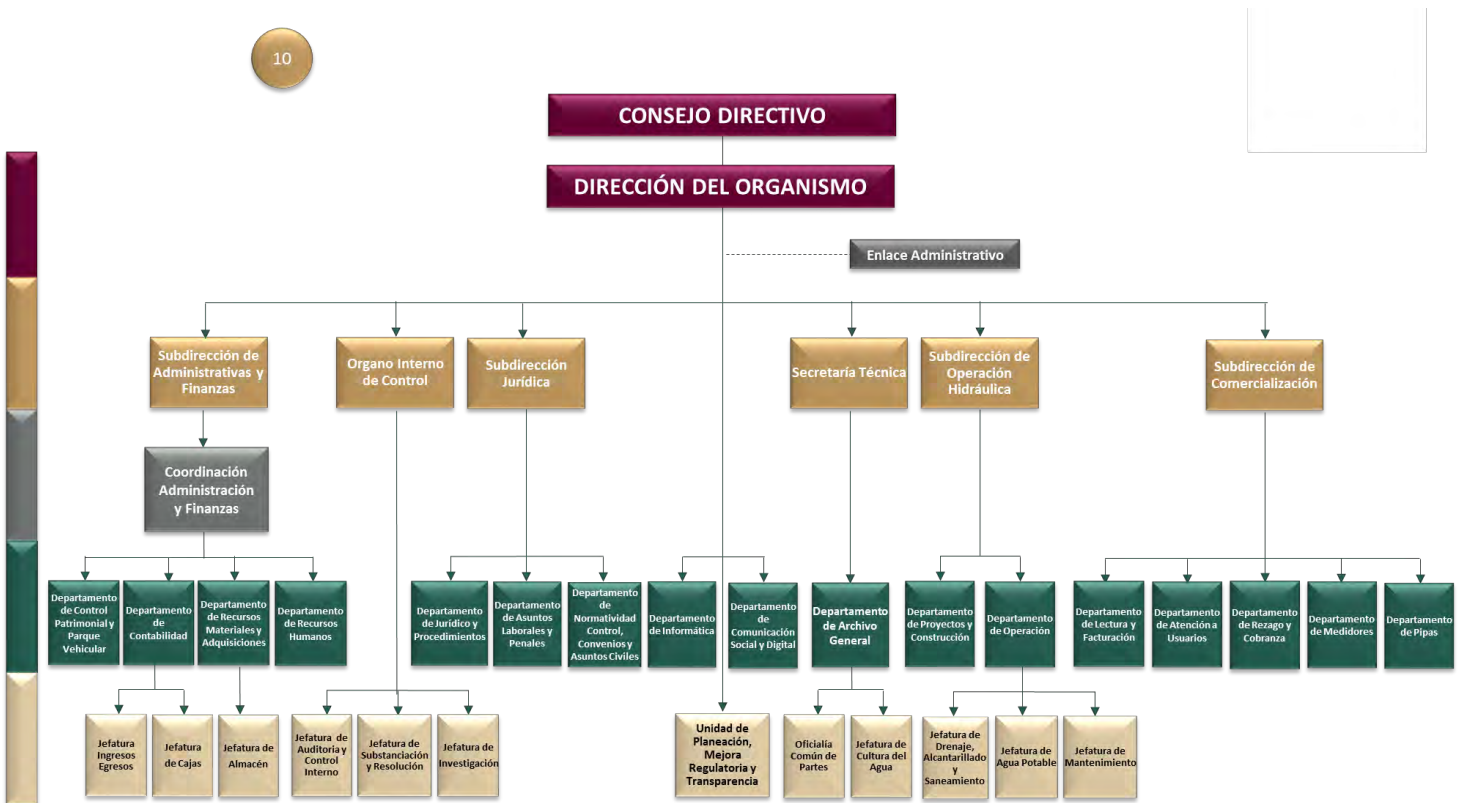 10
CONSEJO DIRECTIVO
DIRECCIÓN DEL ORGANISMO
Enlace Administrativo
Subdirección de
Administrativas y
Finanzas
Organo Interno
de Control
Subdirección
Jurídica
Secretaría Técnica
Subdirección de
Operación
Hidráulica
Subdirección de
Comercialización
Coordinación
Administración
y Finanzas
Departamento
de Control
Patrimonial y
Parque
Vehicular
Departamento
de
Contabilidad
Departamento
de Recursos
Materiales y
Adquisiciones
Departamento
de Recursos
Humanos
Departamento
de Jurídico y
Procedimientos
Departamento
de Asuntos
Laborales y
Penales
Departamento
de
Normatividad
Control,
Convenios y
Asuntos Civiles
Departamento
de Informática
Departamento
de
Comunicación
Social y Digital
Departamento
de Archivo
General
Departamento
de Proyectos y
Construcción
Departamento
de Operación
Departamento
de Lectura y
Facturación
Departamento
de Atención a
Usuarios
Departamento
de Rezago y
Cobranza
Departamento
de Medidores
Departamento
de Pipas
Jefatura
Ingresos
Egresos
Jefatura
de Cajas
Jefatura de
Almacén
Jefatura de
Auditoria y
Control
Interno
Jefatura de
Substanciación
y Resolución
Jefatura de
Investigación
Unidad de
Planeación,
Mejora
Regulatoria y
Transparencia
Oficialía
Común de
Partes
Jefatura de
Cultura del
Agua
Jefatura de
Drenaje,
Alcantarillado
y
Saneamiento
Jefatura de
Agua Potable
Jefatura de
Mantenimiento